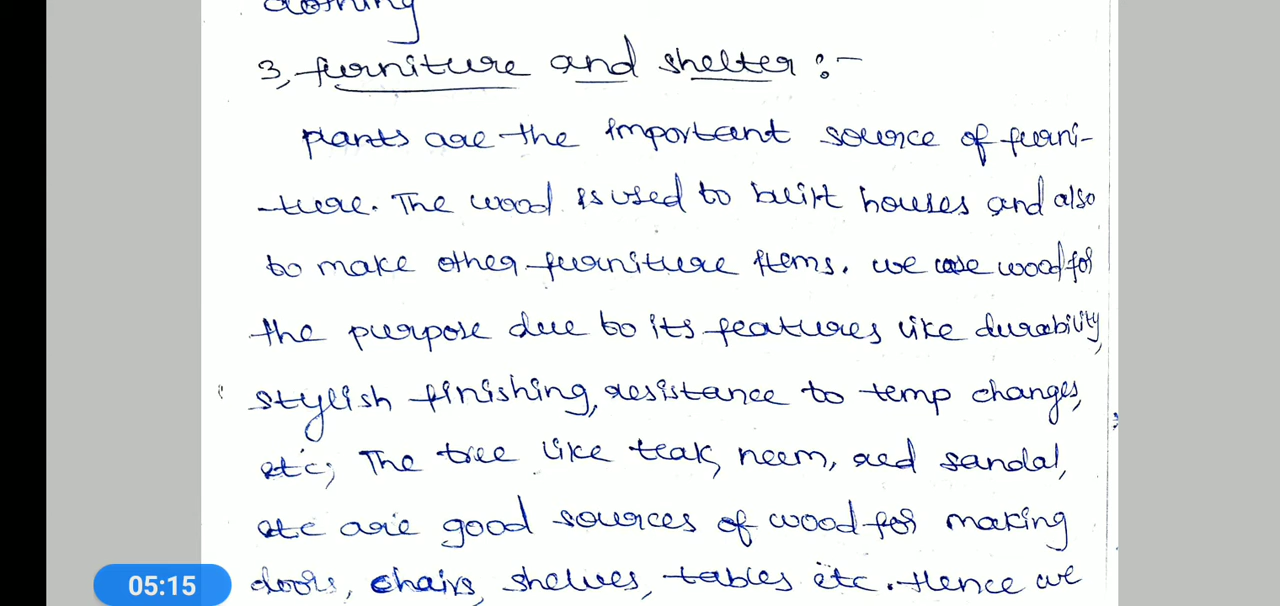 clothing
3, furniture and shelter :-
plants are the important source of furni-
-ture. The wood is used to built houses and also
to make other furniture items. we use wood for
the purpose due to its features like durability,
stylish finishing, resistance to temp changes,
etc; The tree like teak, neem, red sandal,
etc are good sources of wood for making
doors, chairs, shelves, tables etc. Hence we
05:15